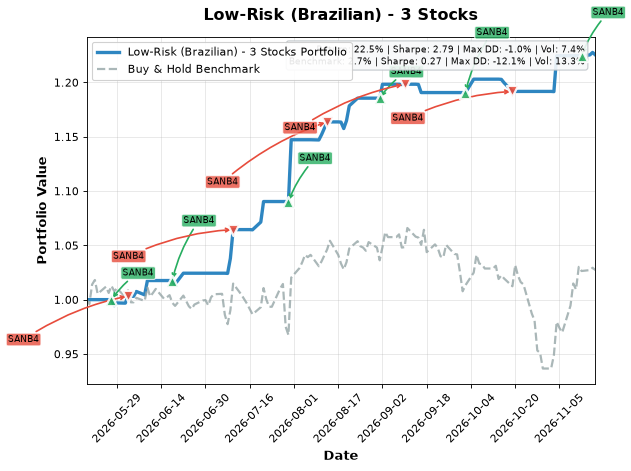 Low-Risk (Brazilian) - 3 Stocks
SANB4
SANB4
Low-Risk (Brazilian) - 3 Stocks Portfolio
Buy & Hold Benchmark
22.5% | Sharpe: 2.79 | Max DD: -1.0% | Vol: 7.4%
Benchmark: 2.7% | Sharpe: 0.27 | Max DD: -12.1% | Vol: 13.3%
SANB4
SANB4
SANB4
SANB4
SANB4
SANB4
SANB4
SANB4
SANB4
1.20
1.15
1.10
1.05
1.00
0.95
Portfolio Value
2026-05-29
2026-06-14
2026-06-30
2026-07-16
2026-08-01
2026-08-17
2026-09-02
2026-09-18
2026-10-04
2026-10-20
2026-11-05
Date